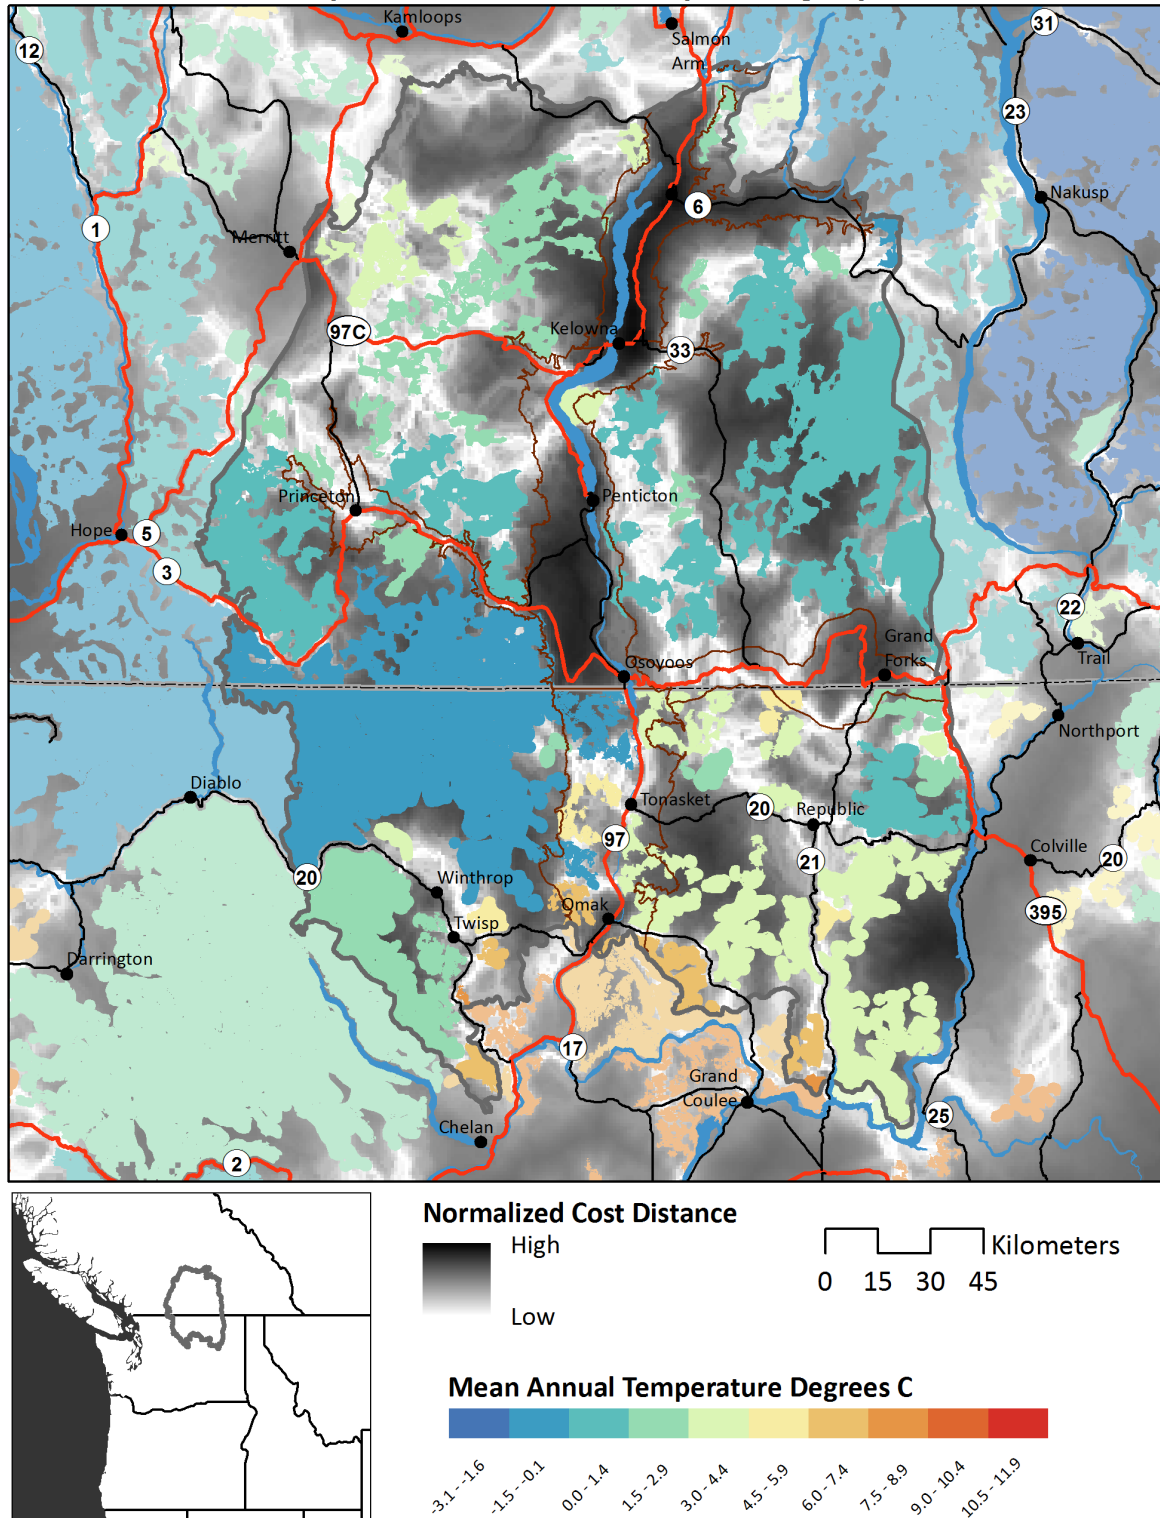 Kamloops
31
12
Salmon
Arm
23
Nakusp
6
1
Merritt
97C
Kelowna
33
Princeton
Penticton
Hope
5
3
22
Grand
Forks
Trail
Osoyoos
Northport
Diablo
Tonasket
20
Republic
97
21
Colville
20
20
Winthrop
395
Omak
Twisp
Darrington
17
Grand
Coulee
25
Chelan
2
Normalized Cost Distance
High
Low
Kilometers
0 15 30 45
Mean Annual Temperature Degrees C
-3.1 - -1.6
-1.5 - -0.1
0.0 - 1.4
1.5 - 2.9
3.0 - 4.4
4.5 - 5.9
6.0 - 7.4
7.5 - 8.9
9.0 - 10.4
10.5 - 11.9